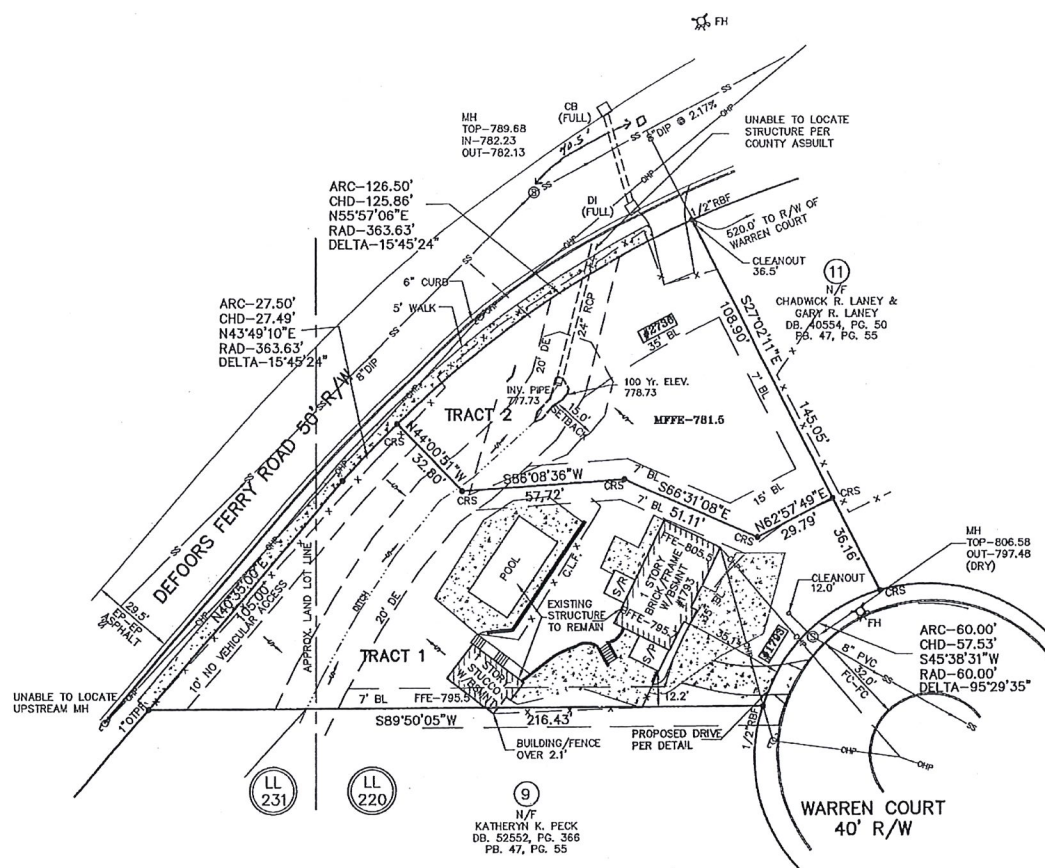 FH
MH
TOP-789.68
IN-782.23
OUT-782.13
CB
(FULL)
90.5'
8"DIP @ 2.17%
UNABLE TO LOCATE
STRUCTURE PER
COUNTY ASBUILT
ARC-126.50'
CHD-125.86'
N55°57'06"E
RAD-363.63'
DELTA-15°45'24"
DI
(FULL)
1/2"RBF
520.0' TO R/W OF
WARREN COURT
CLEANOUT
36.5'
11
N/F
CHADWICK R. LANEY &
GARY R. LANEY
DB. 40554, PG. 50
PB. 47, PG. 55
ARC-27.50'
CHD-27.49'
N43°49'10"E
RAD-363.63'
DELTA-15°45'24"
6" CURB
5' WALK
8"DIP
20' DE
24" RCP
#2738
35' BL
S27°02'11"E
108.90'
7' BL
145.05'
INV. PIPE
777.73
100 Yr. ELEV.
778.73
15.0'
SETBACK
TRACT 2
MFFE-781.5
DEFOORS FERRY ROAD 50' R/W
CRS
N44°00'51"W
32.80'
CRS
S86°08'36"W
57.72'
7' BL
S66°31'08"E
7' BL
51.11'
15' BL
N62°57'49"E
29.79'
CRS
CRS
36.16'
MH
TOP-806.58
OUT-797.48
(DRY)
CRS
CLEANOUT
12.0'
FH
ARC-60.00'
CHD-57.53'
S45°38'31"W
RAD-60.00'
DELTA-95°29'35"
8" PVC
32.0'
FC-FC
POOL
C.L.F.
S/P
FFE-805.5
STORY
BRICK/FRAME
W/BSMNT
#1793
FFE-795.1
S/P
35' BL
35.1'
#1793
EXISTING
STRUCTURE
TO REMAIN
29.5'
EP-EP
ASPHALT
N40°35'00"E
105.00'
10' NO VEHICULAR ACCESS
APPROX. LAND LOT LINE
DITCH
20' DE
TRACT 1
STORY
STUCCO
W/BSMNT
FFE-795.5
12.2'
UNABLE TO LOCATE
UPSTREAM MH
1"OTPF
7' BL
S89°50'05"W
216.43'
BUILDING/FENCE
OVER 2.1'
PROPOSED DRIVE
PER DETAIL
1/2"RBF
LL
231
LL
220
9
N/F
KATHERYN K. PECK
DB. 52552, PG. 366
PB. 47, PG. 55
WARREN COURT
40' R/W